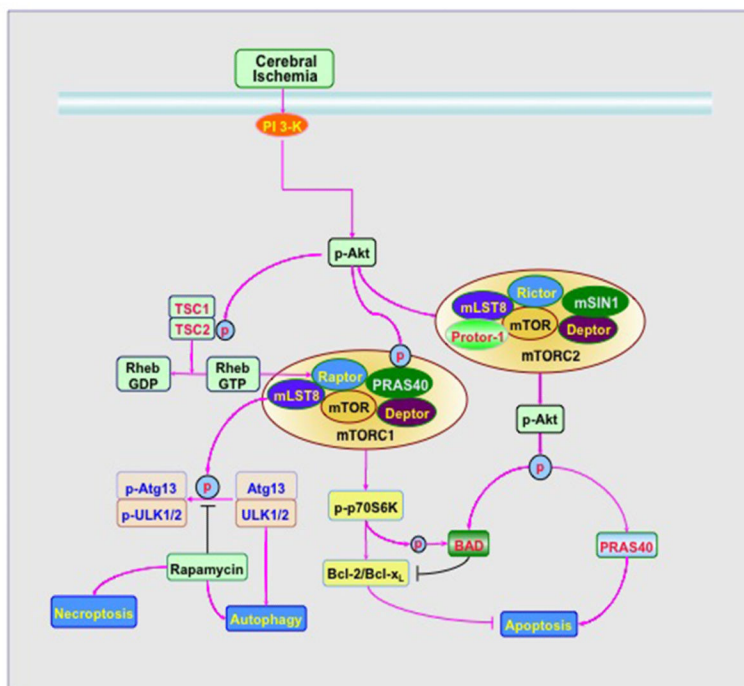 Cerebral
Ischemia
PI 3-K
p-Akt
TSC1
TSC2
p
Rheb
GDP
Rheb
GTP
p
Raptor
PRAS40
mLST8
mTOR
Deptor
mTORC1
Rictor
mLST8
mSIN1
mTOR
Protor-1
Deptor
mTORC2
p-Akt
p
p-Atg13
p-ULK1/2
p
Atg13
ULK1/2
p-p70S6K
p
BAD
PRAS40
Rapamycin
Bcl-2/Bcl-xL
Necroptosis
Autophagy
Apoptosis